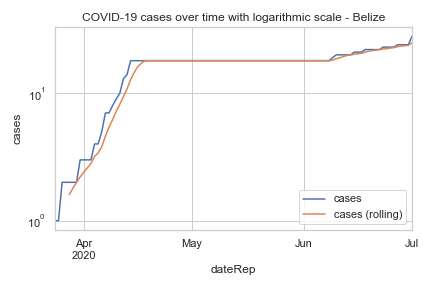 COVID-19 cases over time with logarithmic scale - Belize
cases
10¹
10⁰
cases
cases (rolling)
Apr
2020
May
Jun
Jul
dateRep